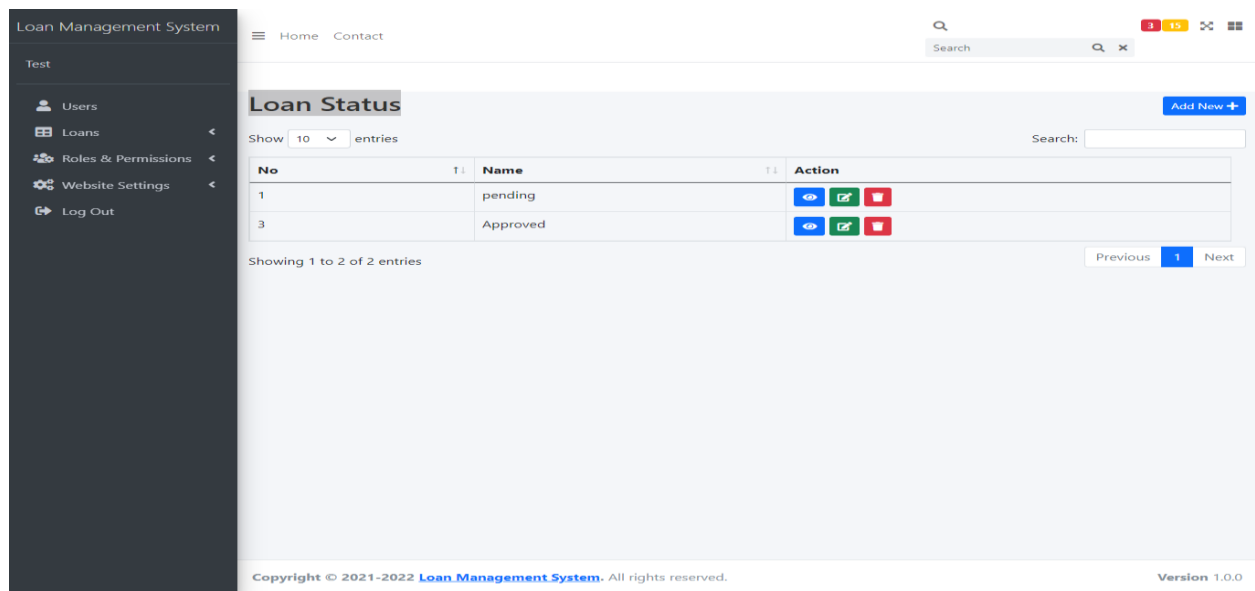 Loan Management System
Test
Users
Loans
Roles & Permissions
Website Settings
Log Out
Home Contact
Search
3 15
Loan Status
Add New
Show 10 entries
Search:
No Name Action
1 pending
3 Approved
Showing 1 to 2 of 2 entries
Previous 1 Next
Copyright © 2021-2022 Loan Management System. All rights reserved.
Version 1.0.0